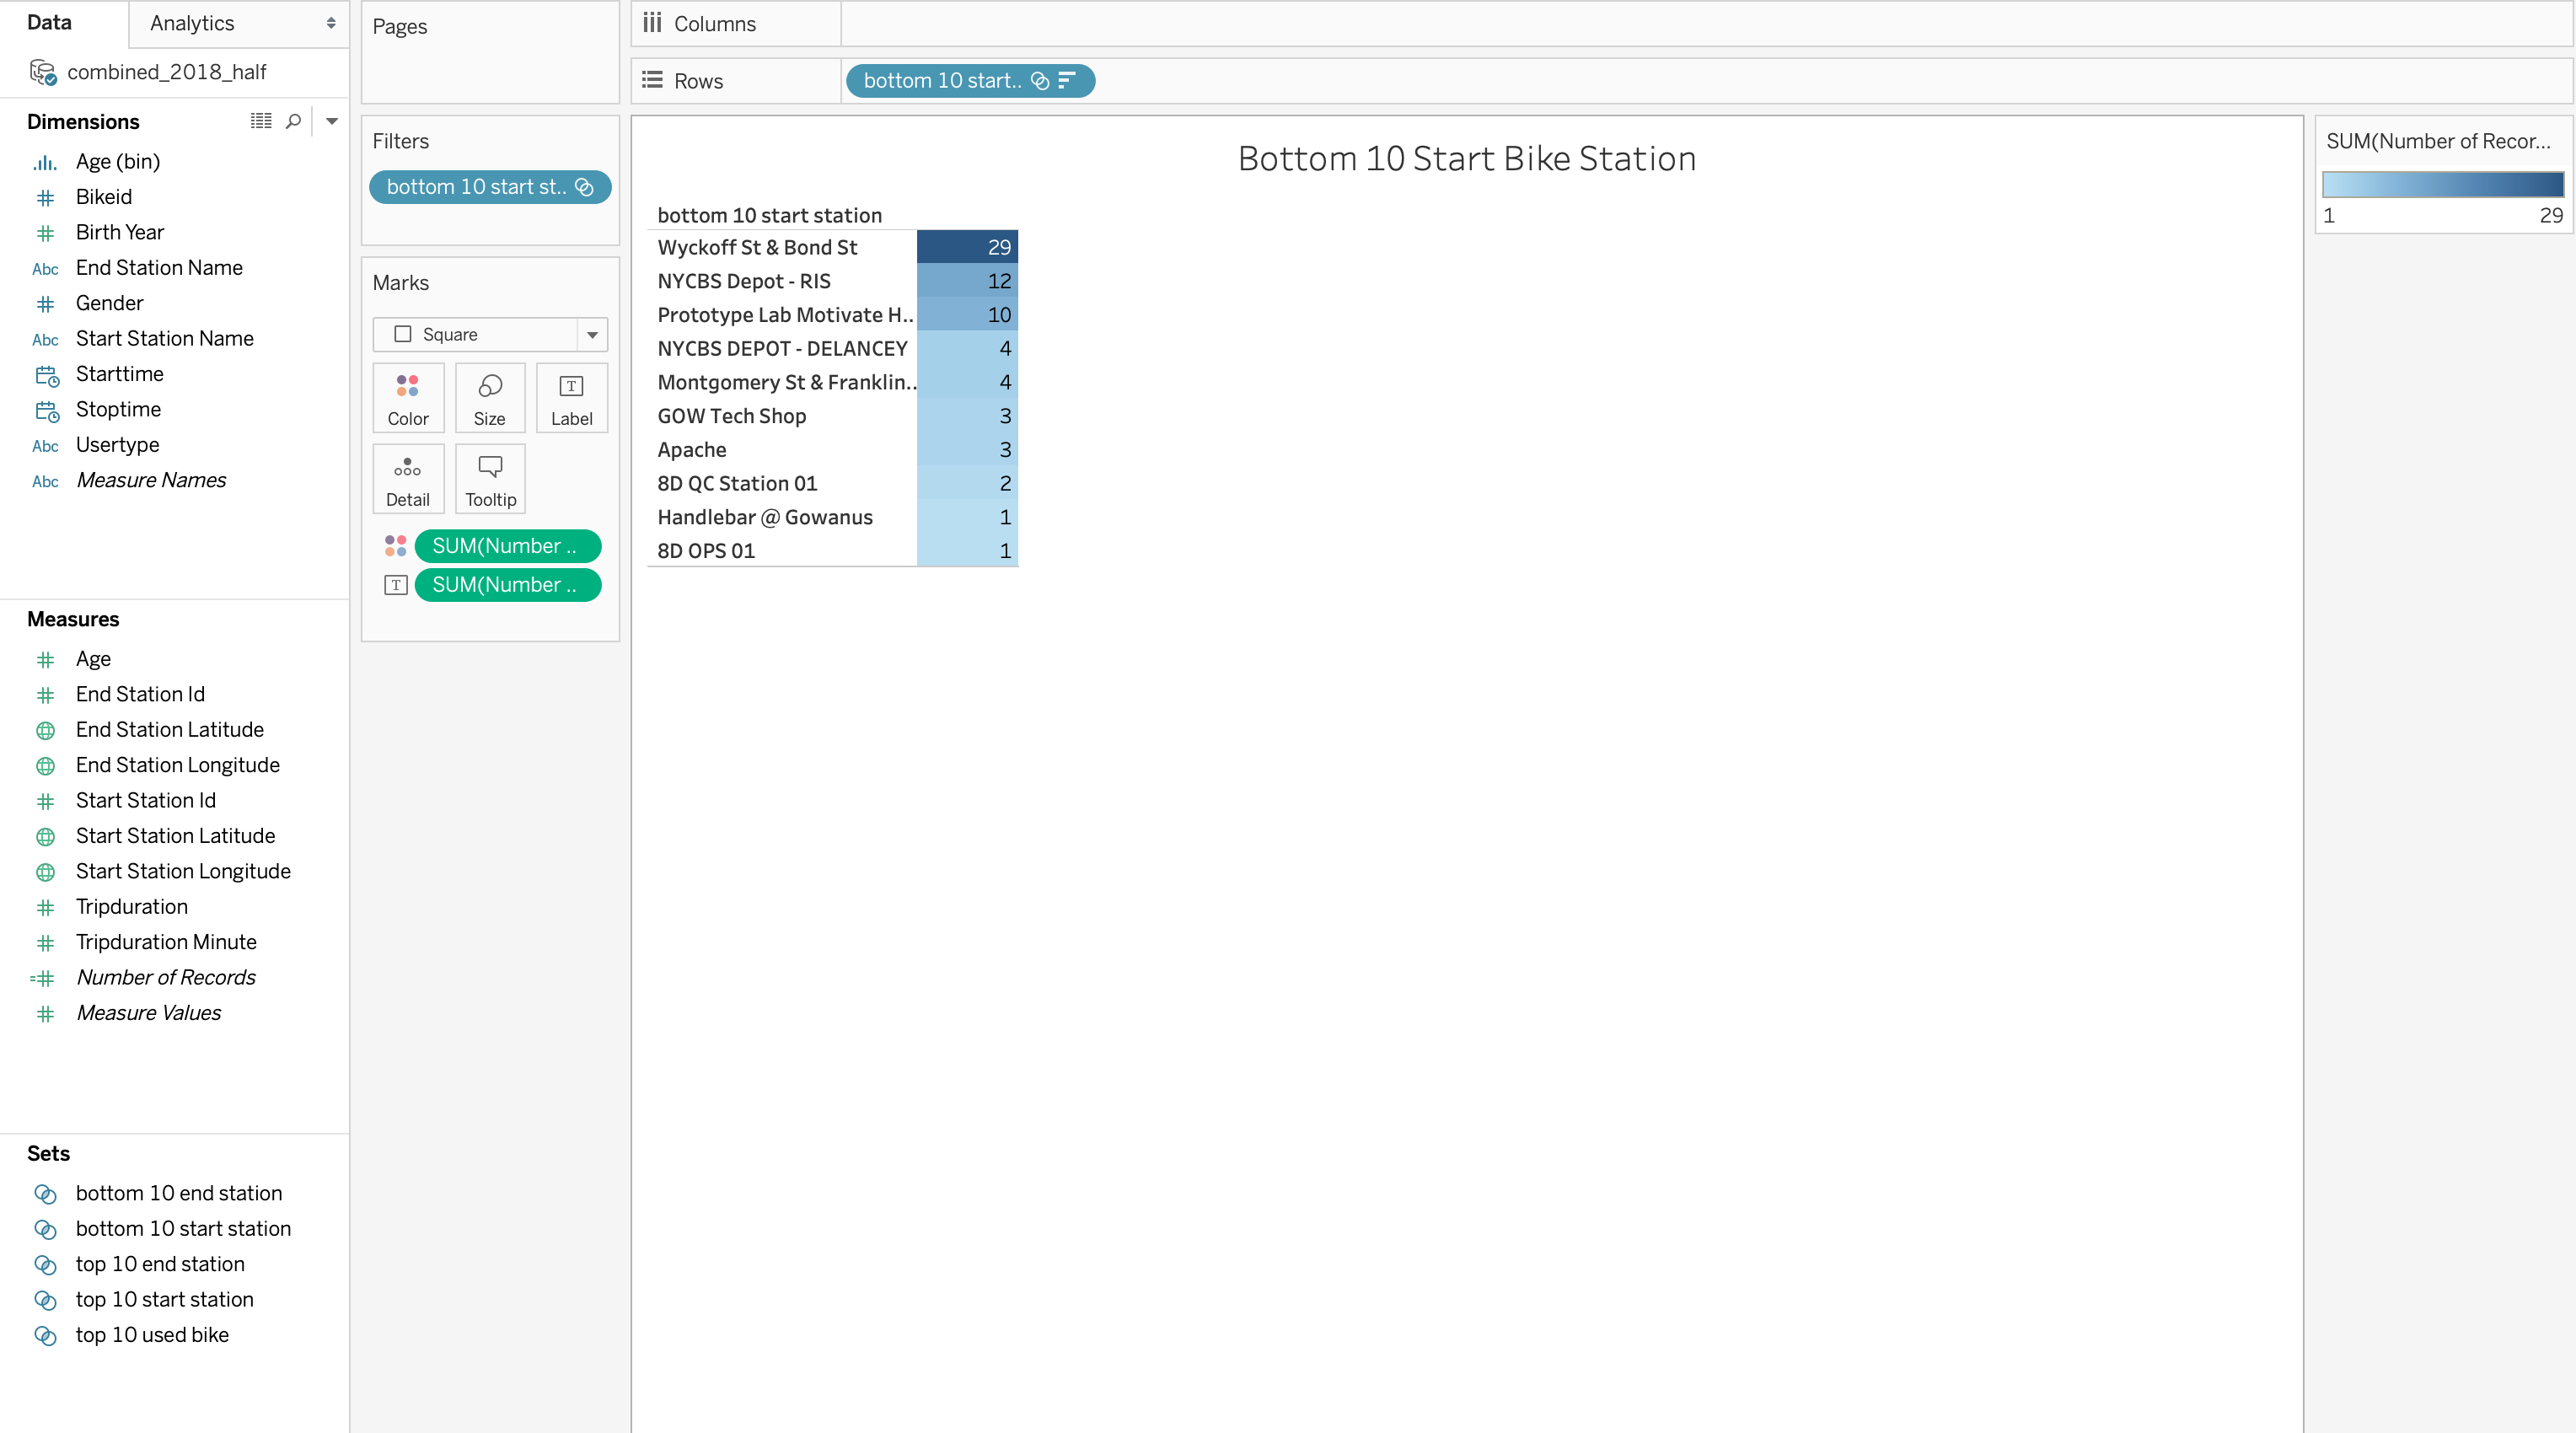 Data
Analytics
combined_2018_half
Dimensions
Age (bin)
Bikeid
Birth Year
Abc End Station Name
Gender
Abc Start Station Name
Starttime
Stoptime
Abc Usertype
Abc Measure Names
Measures
Age
End Station Id
End Station Latitude
End Station Longitude
Start Station Id
Start Station Latitude
Start Station Longitude
Tripduration
Tripduration Minute
Number of Records
Measure Values
Sets
bottom 10 end station
bottom 10 start station
top 10 end station
top 10 start station
top 10 used bike
Pages
Filters
bottom 10 start st..
Marks
Square
Color Size Label
Detail Tooltip
SUM(Number ..
SUM(Number ..
Columns
Rows bottom 10 start..
Bottom 10 Start Bike Station
bottom 10 start station
Wyckoff St & Bond St 29
NYCBS Depot - RIS 12
Prototype Lab Motivate H.. 10
NYCBS DEPOT - DELANCEY 4
Montgomery St & Franklin.. 4
GOW Tech Shop 3
Apache 3
8D QC Station 01 2
Handlebar @ Gowanus 1
8D OPS 01 1
SUM(Number of Recor...
1 29